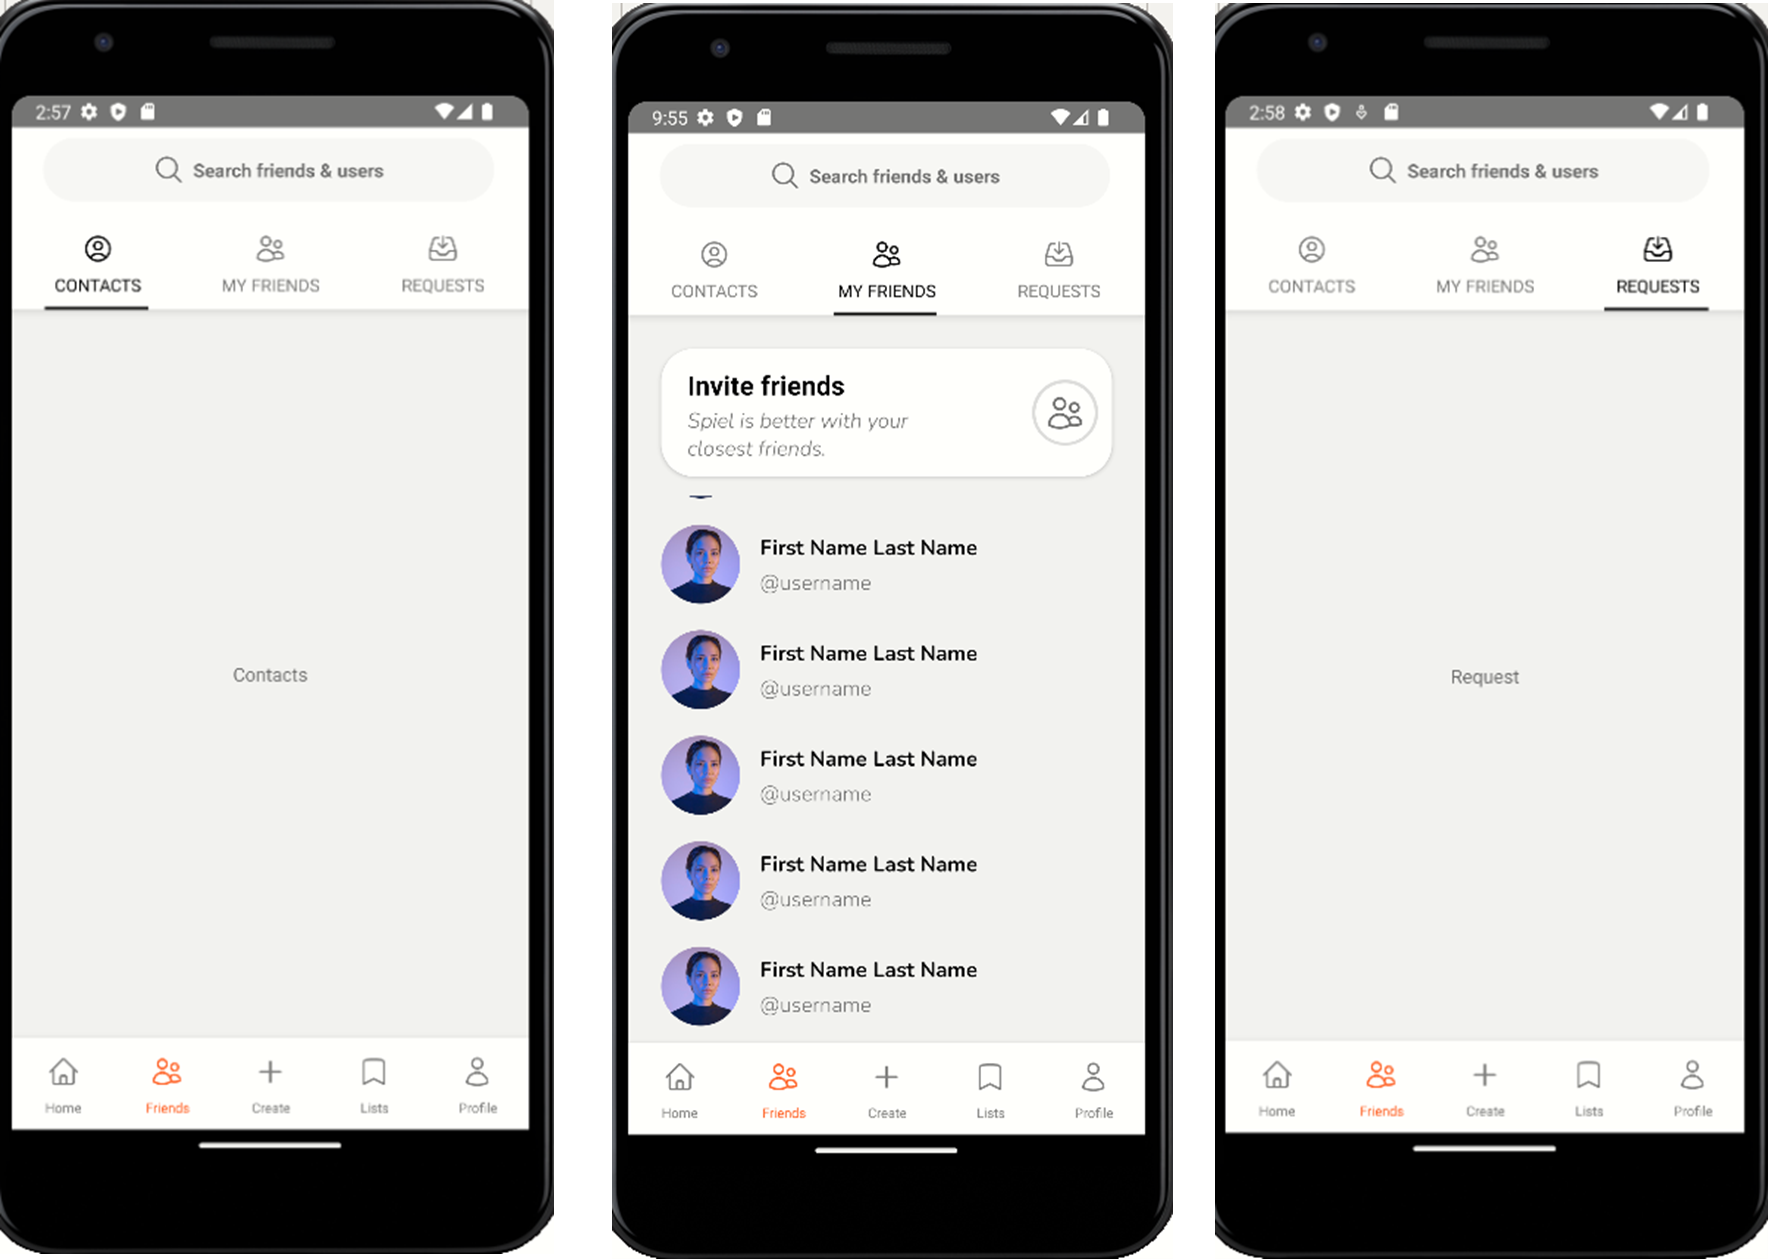 2:57
Search friends & users
CONTACTS MY FRIENDS REQUESTS
Contacts
Home Friends Create Lists Profile
9:55
Search friends & users
CONTACTS MY FRIENDS REQUESTS
Invite friends
Spiel is better with your
closest friends.
First Name Last Name
@username
First Name Last Name
@username
First Name Last Name
@username
First Name Last Name
@username
First Name Last Name
@username
Home Friends Create Lists Profile
2:58
Search friends & users
CONTACTS MY FRIENDS REQUESTS
Request
Home Friends Create Lists Profile